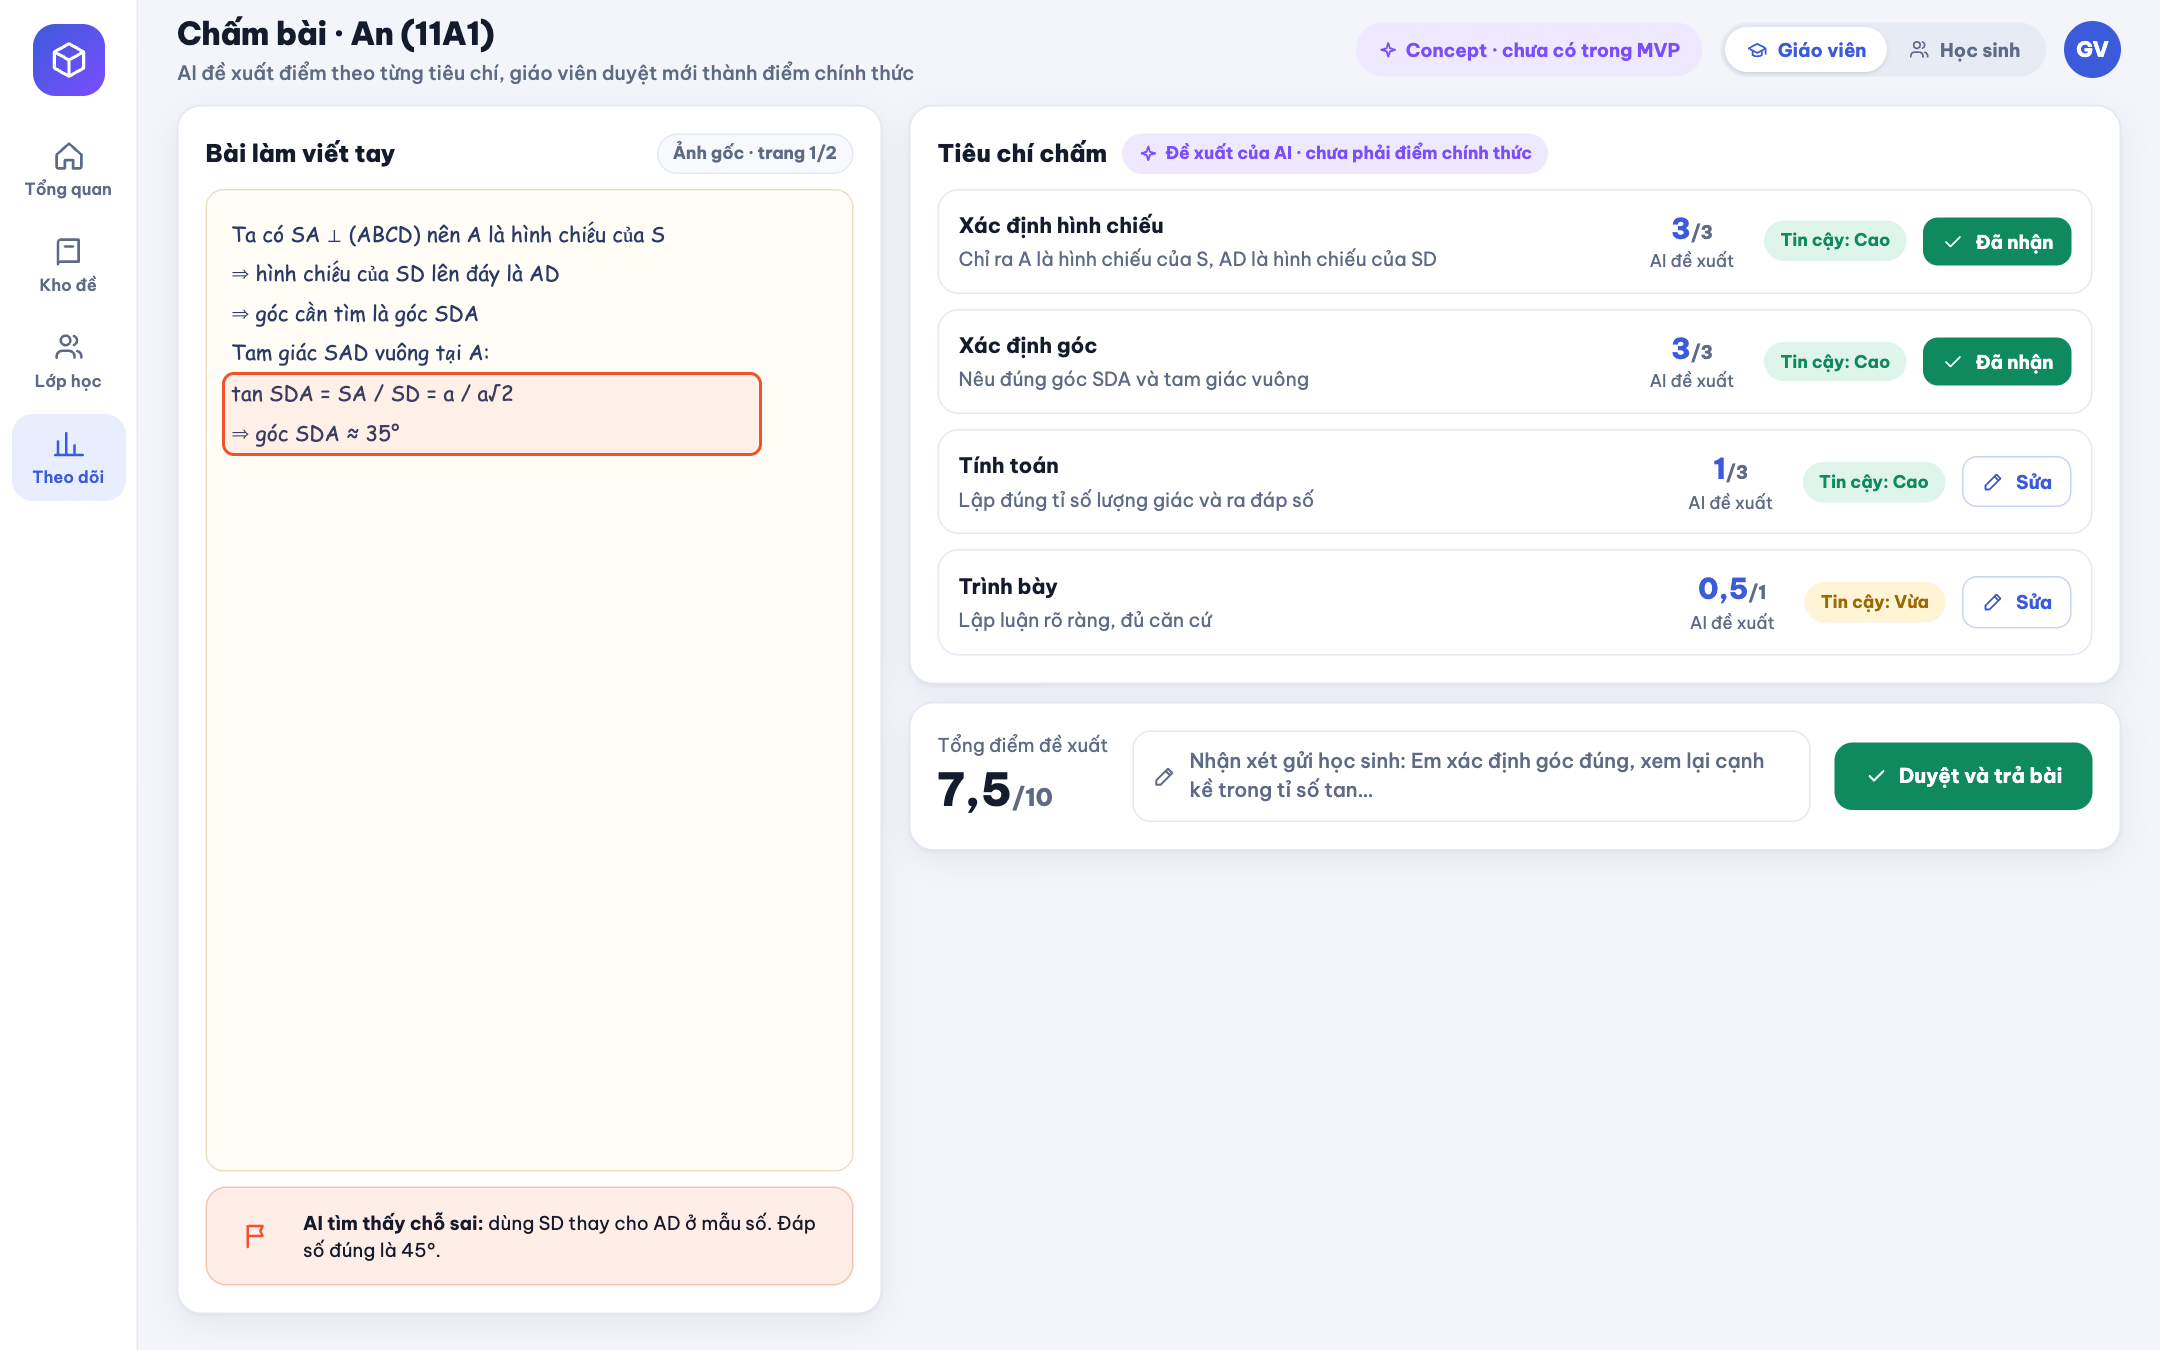 Chấm bài · An (11A1)
AI đề xuất điểm theo từng tiêu chí, giáo viên duyệt mới thành điểm chính thức
Concept · chưa có trong MVP
Giáo viên
Học sinh
GV
Tổng quan
Kho đề
Lớp học
Theo dõi
Bài làm viết tay
Ảnh gốc · trang 1/2
Ta có SA ⊥ (ABCD) nên A là hình chiếu của S
⇒ hình chiếu của SD lên đáy là AD
⇒ góc cần tìm là góc SDA
Tam giác SAD vuông tại A:
tan SDA = SA / SD = a / a√2
⇒ góc SDA ≈ 35°
AI tìm thấy chỗ sai: dùng SD thay cho AD ở mẫu số. Đáp
số đúng là 45°.
Tiêu chí chấm
Đề xuất của AI · chưa phải điểm chính thức
Xác định hình chiếu
Chỉ ra A là hình chiếu của S, AD là hình chiếu của SD
3/3
AI đề xuất
Tin cậy: Cao
Đã nhận
Xác định góc
Nêu đúng góc SDA và tam giác vuông
3/3
AI đề xuất
Tin cậy: Cao
Đã nhận
Tính toán
Lập đúng tỉ số lượng giác và ra đáp số
1/3
AI đề xuất
Tin cậy: Cao
Sửa
Trình bày
Lập luận rõ ràng, đủ căn cứ
0,5/1
AI đề xuất
Tin cậy: Vừa
Sửa
Tổng điểm đề xuất
7,5/10
Nhận xét gửi học sinh: Em xác định góc đúng, xem lại cạnh
kề trong tỉ số tan...
Duyệt và trả bài